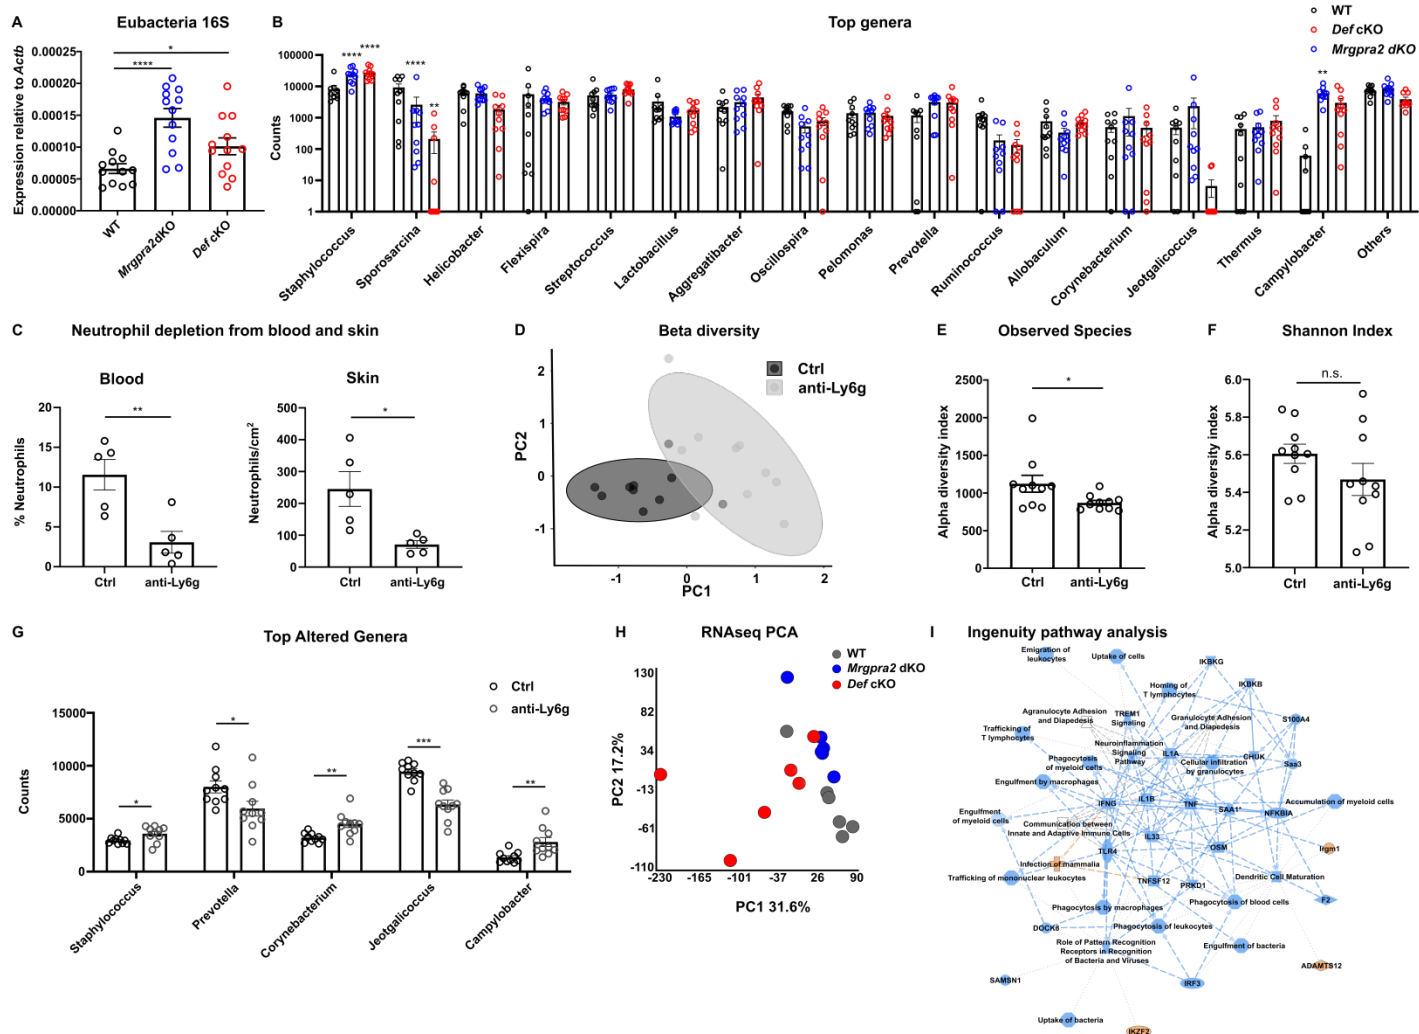 A
Eubacteria 16S
Expression relative to Actb
0.00025
0.00020
0.00015
0.00010
0.00005
0.00000
*
****
WT
Mrgpra2dKO
Def cKO
B
Top genera
WT
Def cKO
Mrgpra2 dKO
Counts
100000
10000
1000
100
10
1
**** ****
****
**
**
Staphylococcus
Sporosarcina
Helicobacter
Flexispira
Streptococcus
Lactobacillus
Aggregatibacter
Oscillospira
Pelomonas
Prevotella
Ruminococcus
Allobaculum
Corynebacterium
Jeotgalicoccus
Thermus
Campylobacter
Others
C
Neutrophil depletion from blood and skin
Blood
% Neutrophils
20
15
10
5
0
**
Ctrl
anti-Ly6g
Skin
Neutrophils/cm2
500
400
300
200
100
0
*
Ctrl
anti-Ly6g
D
Beta diversity
PC2
2
1
0
-1
-1
0
1
2
PC1
Ctrl
anti-Ly6g
E
Observed Species
Alpha diversity index
2500
2000
1500
1000
500
0
*
Ctrl
anti-Ly6g
F
Shannon Index
Alpha diversity index
6.0
5.8
5.6
5.4
5.2
5.0
n.s.
Ctrl
anti-Ly6g
G
Top Altered Genera
Ctrl
anti-Ly6g
Counts
15000
10000
5000
0
*
*
**
***
**
Staphylococcus
Prevotella
Corynebacterium
Jeotgalicoccus
Campylobacter
H
RNAseq PCA
WT
Mrgpra2 dKO
Def cKO
PC2 17.2%
130
82
34
-13
-61
-110
-230
-165
-101
-37
26
90
PC1 31.6%
I
Ingenuity pathway analysis
Emigration of
leukocytes
Uptake of cells
IKBKG
Homing of
T lymphocytes
IKBKB
Agranulocyte Adhesion
and Diapedesis
TREM1
Signaling
Granulocyte Adhesion
and Diapedesis
S100A4
Trafficking of
T lymphocytes
Neuroinflammation
Signaling
Pathway
IL1A
CHUK
Phagocytosis
of myeloid cells
Cellular infiltration
by granulocytes
Saa3
Engulfment by macrophages
IFNG
IL1B
TNF
SAA1*
NFKBIA
Accumulation of myeloid cells
Engulfment
of myeloid cells
Communication between
Innate and Adaptive Immune Cells
IL33
TLR4
OSM
Irgm1
Infection of mammalia
Trafficking of mononuclear leukocytes
TNFSF12
PRKD1
Dendritic Cell Maturation
Phagocytosis by macrophages
Phagocytosis of blood cells
F2
DOCK8
Phagocytosis of leukocytes
Role of Pattern Recognition
Receptors in Recognition
of Bacteria and Viruses
Engulfment of bacteria
ADAMTS12
SAMSN1
IRF3
Uptake of bacteria
IKZF2